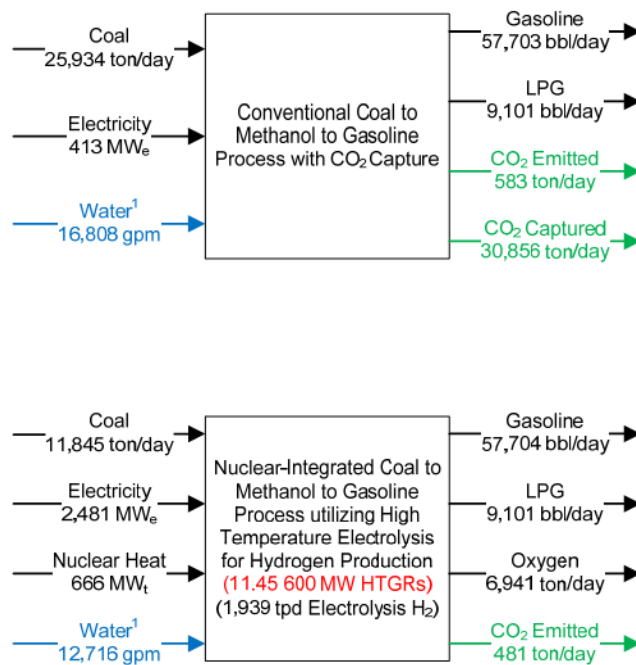 Coal
25,934 ton/day
Electricity
413 MWₑ
Water¹
16,808 gpm
Conventional Coal to
Methanol to Gasoline
Process with CO₂ Capture
Gasoline
57,703 bbl/day
LPG
9,101 bbl/day
CO₂ Emitted
583 ton/day
CO₂ Captured
30,856 ton/day
Coal
11,845 ton/day
Electricity
2,481 MWₑ
Nuclear Heat
666 MWₜ
Water¹
12,716 gpm
Nuclear-Integrated Coal to
Methanol to Gasoline
Process utilizing High
Temperature Electrolysis
for Hydrogen Production
(11.45 600 MW HTGRs)
(1,939 tpd Electrolysis H₂)
Gasoline
57,704 bbl/day
LPG
9,101 bbl/day
Oxygen
6,941 ton/day
CO₂ Emitted
481 ton/day